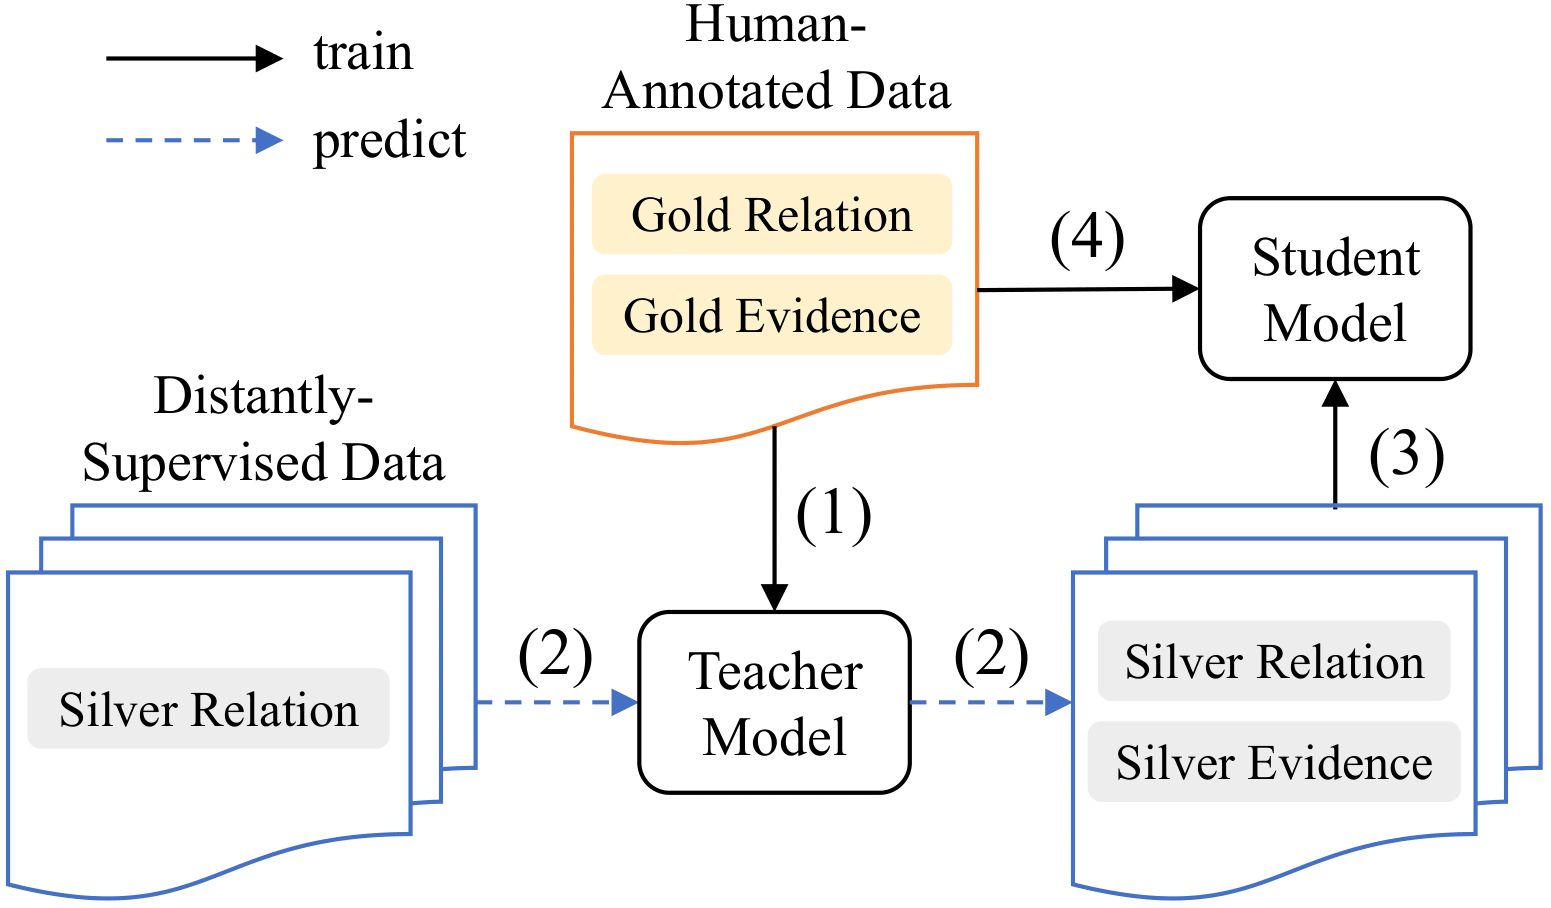 train
predict
Human-
Annotated Data
Gold Relation
Gold Evidence
(4)
Student
Model
Distantly-
Supervised Data
(1)
(3)
Silver Relation
(2)
Teacher
Model
(2)
Silver Relation
Silver Evidence